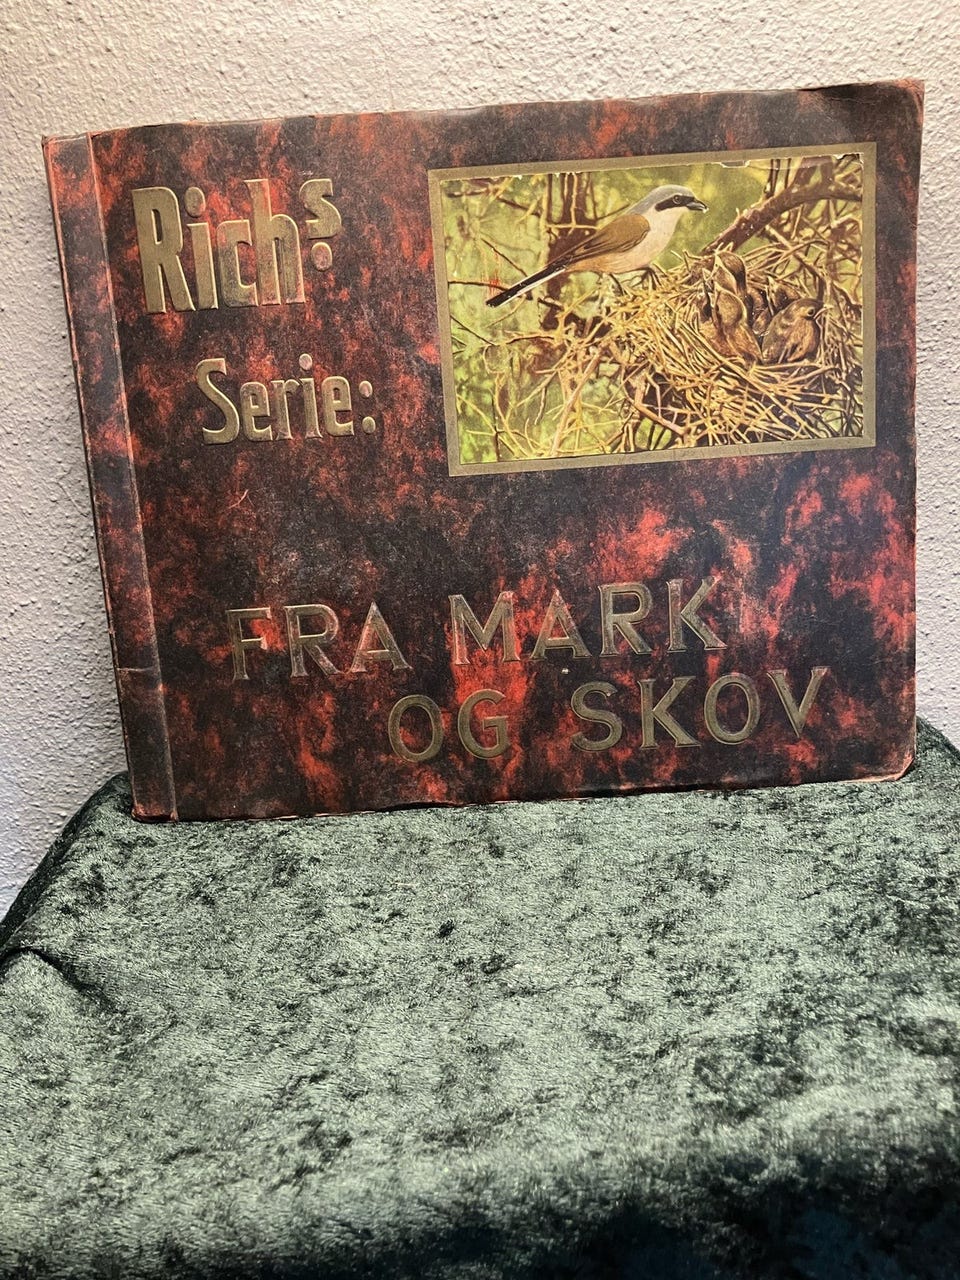 Richs
Serie:
FRA MARK
OG SKOV